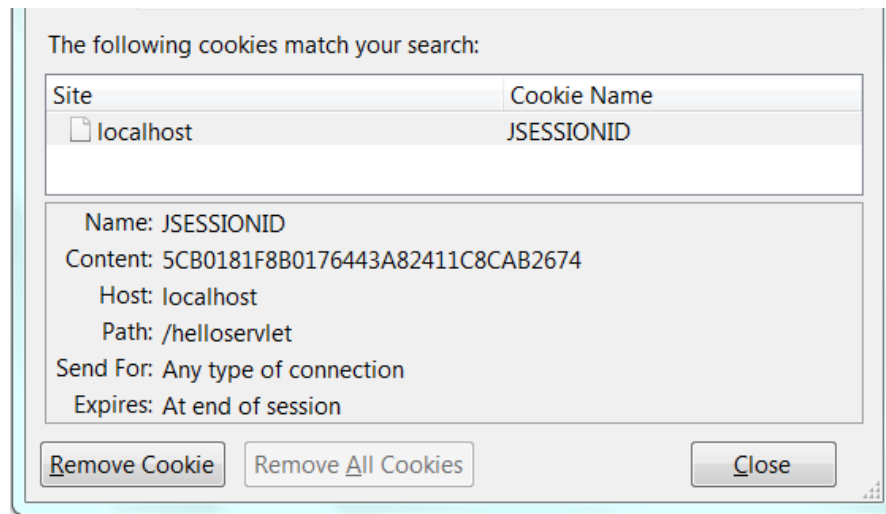 The following cookies match your search:
Site Cookie Name
localhost JSESSIONID
Name: JSESSIONID
Content: 5CB0181F8B0176443A82411C8CAB2674
Host: localhost
Path: /helloservlet
Send For: Any type of connection
Expires: At end of session
Remove Cookie Remove All Cookies Close